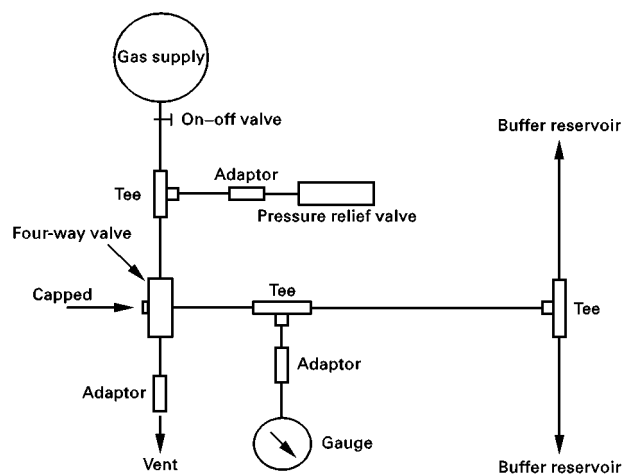 Gas supply
On–off valve
Buffer reservoir
Adaptor
Tee
Pressure relief valve
Four-way valve
Capped
Tee
Tee
Adaptor
Adaptor
Gauge
Vent
Buffer reservoir